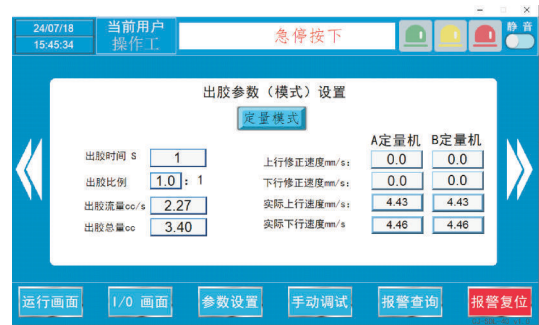 24/07/18
15:45:34
当前用户
操作工
急停按下
静音
出胶参数（模式）设置
定量模式
A定量机 B定量机
出胶时间 S 1
上行修正速度mm/s: 0.0 0.0
出胶比例 1.0 : 1
下行修正速度mm/s: 0.0 0.0
出胶流量cc/s 2.27
实际上行速度mm/s: 4.43 4.43
出胶总量cc 3.40
实际下行速度mm/s 4.46 4.46
运行画面 I/O 画面 参数设置 手动调试 报警查询 报警复位